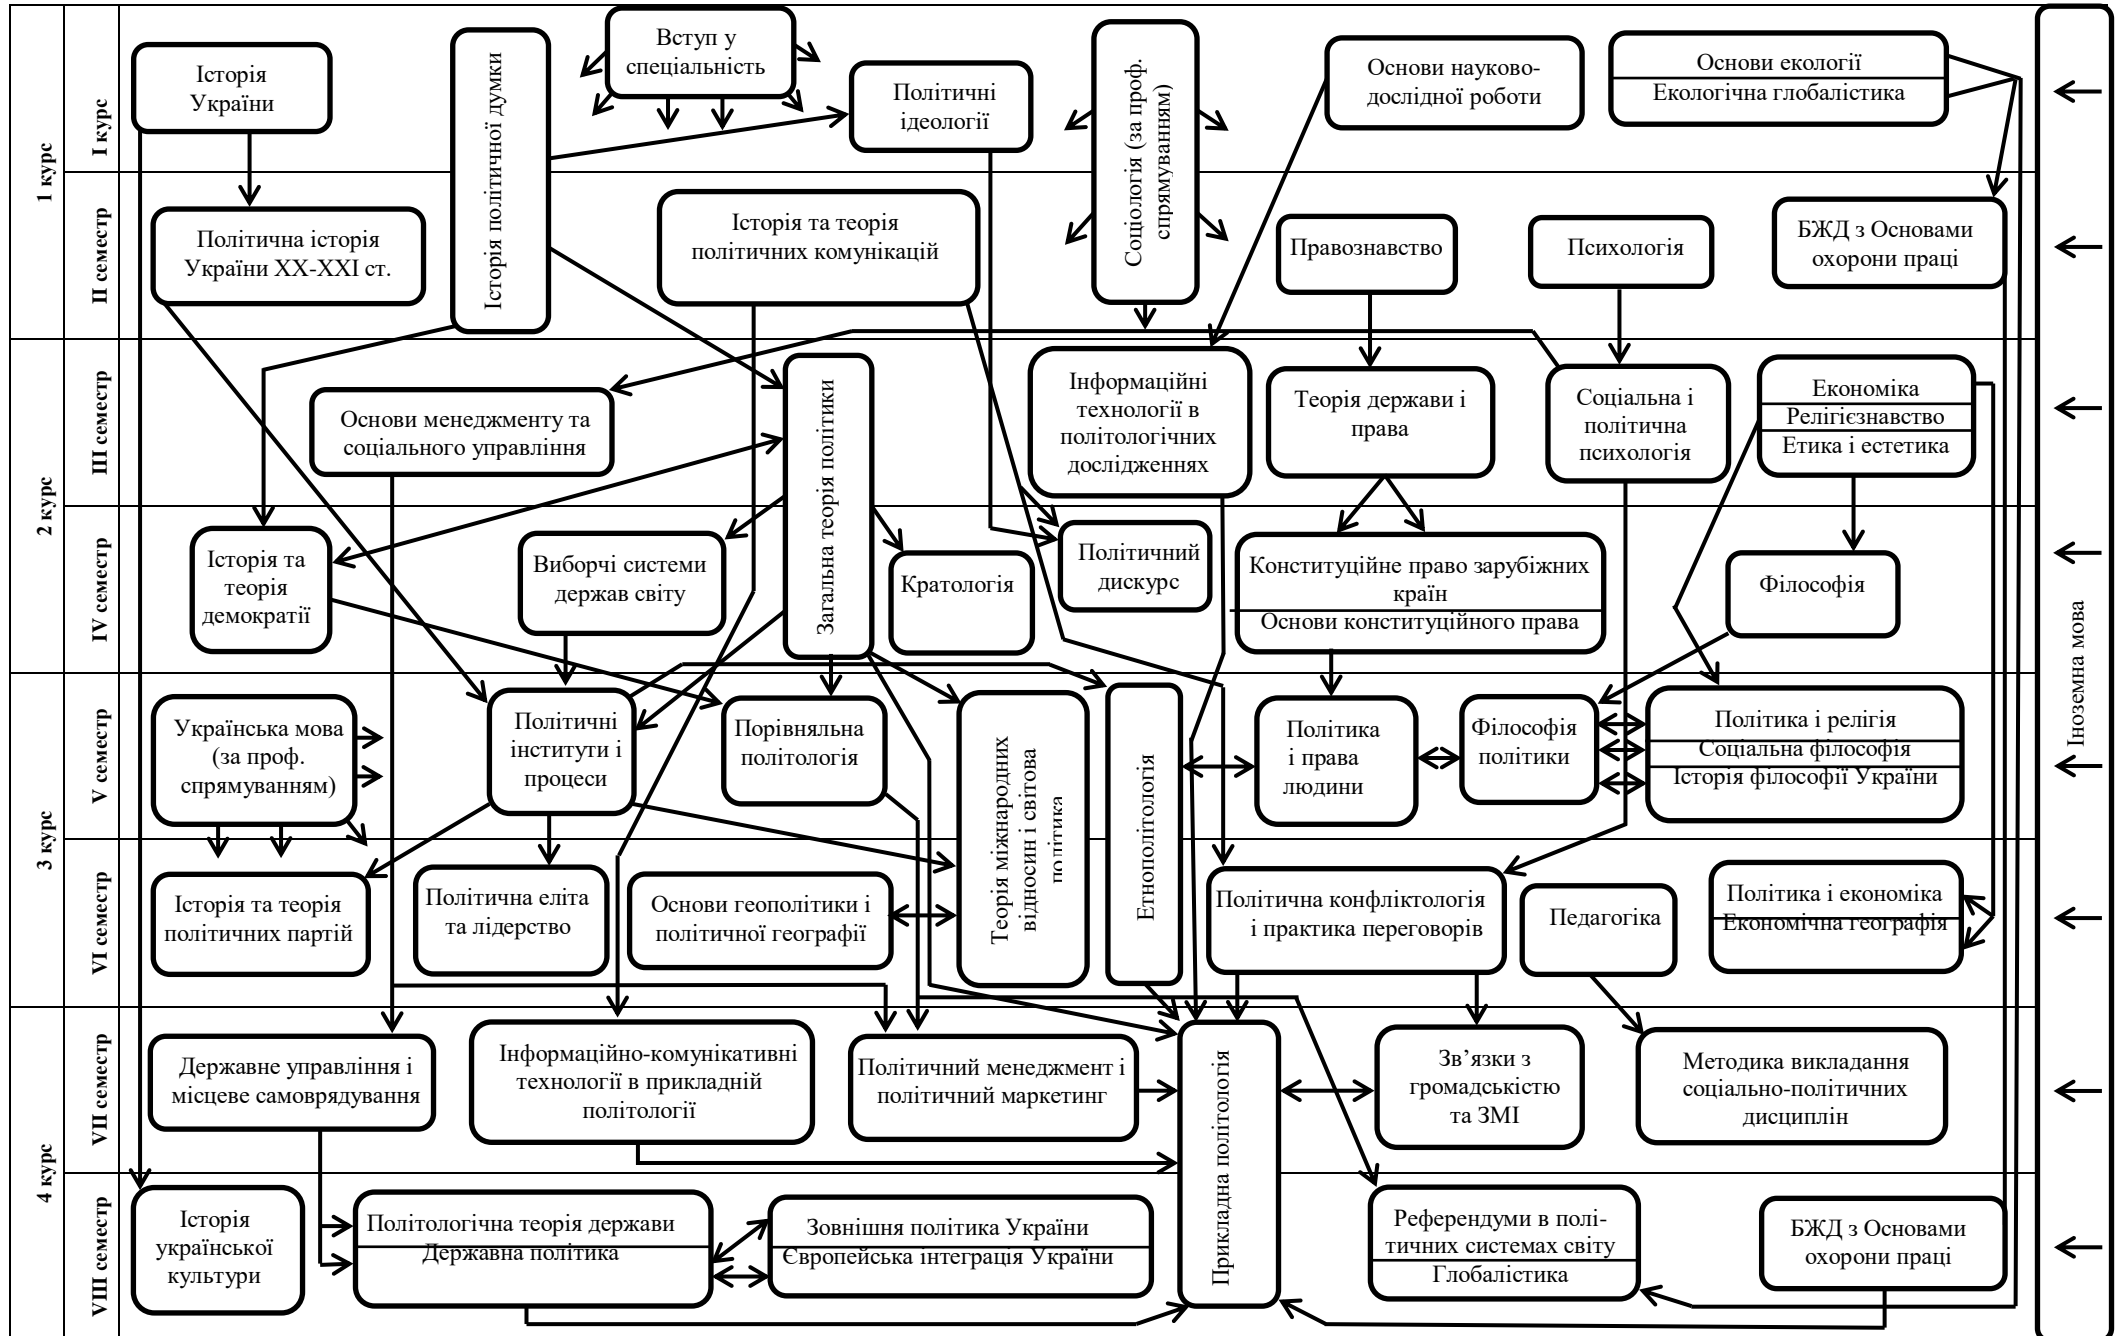 1 курс
I курс
Історія
України
Історія політичної думки
Вступ у
спеціальність
Політичні
ідеології
Соціологія (за проф.
спрямуванням)
Основи науково-
дослідної роботи
Основи екології
Екологічна глобалістика
II семестр
Політична історія
України ХХ-ХХІ ст.
Історія та теорія
політичних комунікацій
Правознавство
Психологія
БЖД з Основами
охорони праці
2 курс
III семестр
Основи менеджменту та
соціального управління
Загальна теорія політики
Інформаційні
технології в
політологічних
дослідженнях
Теорія держави і
права
Соціальна і
політична
психологія
Економіка
Релігієзнавство
Етика і естетика
IV семестр
Історія та
теорія
демократії
Виборчі системи
держав світу
Кратологія
Політичний
дискурс
Конституційне право зарубіжних
країн
Основи конституційного права
Філософія
Іноземна мова
3 курс
V семестр
Українська мова
(за проф.
спрямуванням)
Політичні
інститути і
процеси
Порівняльна
політологія
Теорія міжнародних
відносин і світова
політика
Етнополітологія
Політика
і права
людини
Філософія
політики
Політика і релігія
Соціальна філософія
Історія філософії України
VI семестр
Історія та теорія
політичних партій
Політична еліта
та лідерство
Основи геополітики і
політичної географії
Політична конфліктологія
і практика переговорів
Педагогіка
Політика і економіка
Економічна географія
4 курс
VII семестр
Державне управління і
місцеве самоврядування
Інформаційно-комунікативні
технології в прикладній
політології
Політичний менеджмент і
політичний маркетинг
Прикладна політологія
Зв’язки з
громадськістю
та ЗМІ
Методика викладання
соціально-політичних
дисциплін
VIII семестр
Історія
української
культури
Політологічна теорія держави
Державна політика
Зовнішня політика України
Європейська інтеграція України
Референдуми в полі-
тичних системах світу
Глобалістика
БЖД з Основами
охорони праці